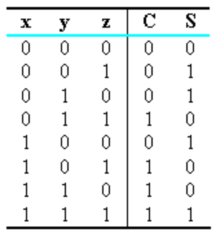 x y z C S
0 0 0 0 0
0 0 1 0 1
0 1 0 0 1
0 1 1 1 0
1 0 0 0 1
1 0 1 1 0
1 1 0 1 0
1 1 1 1 1